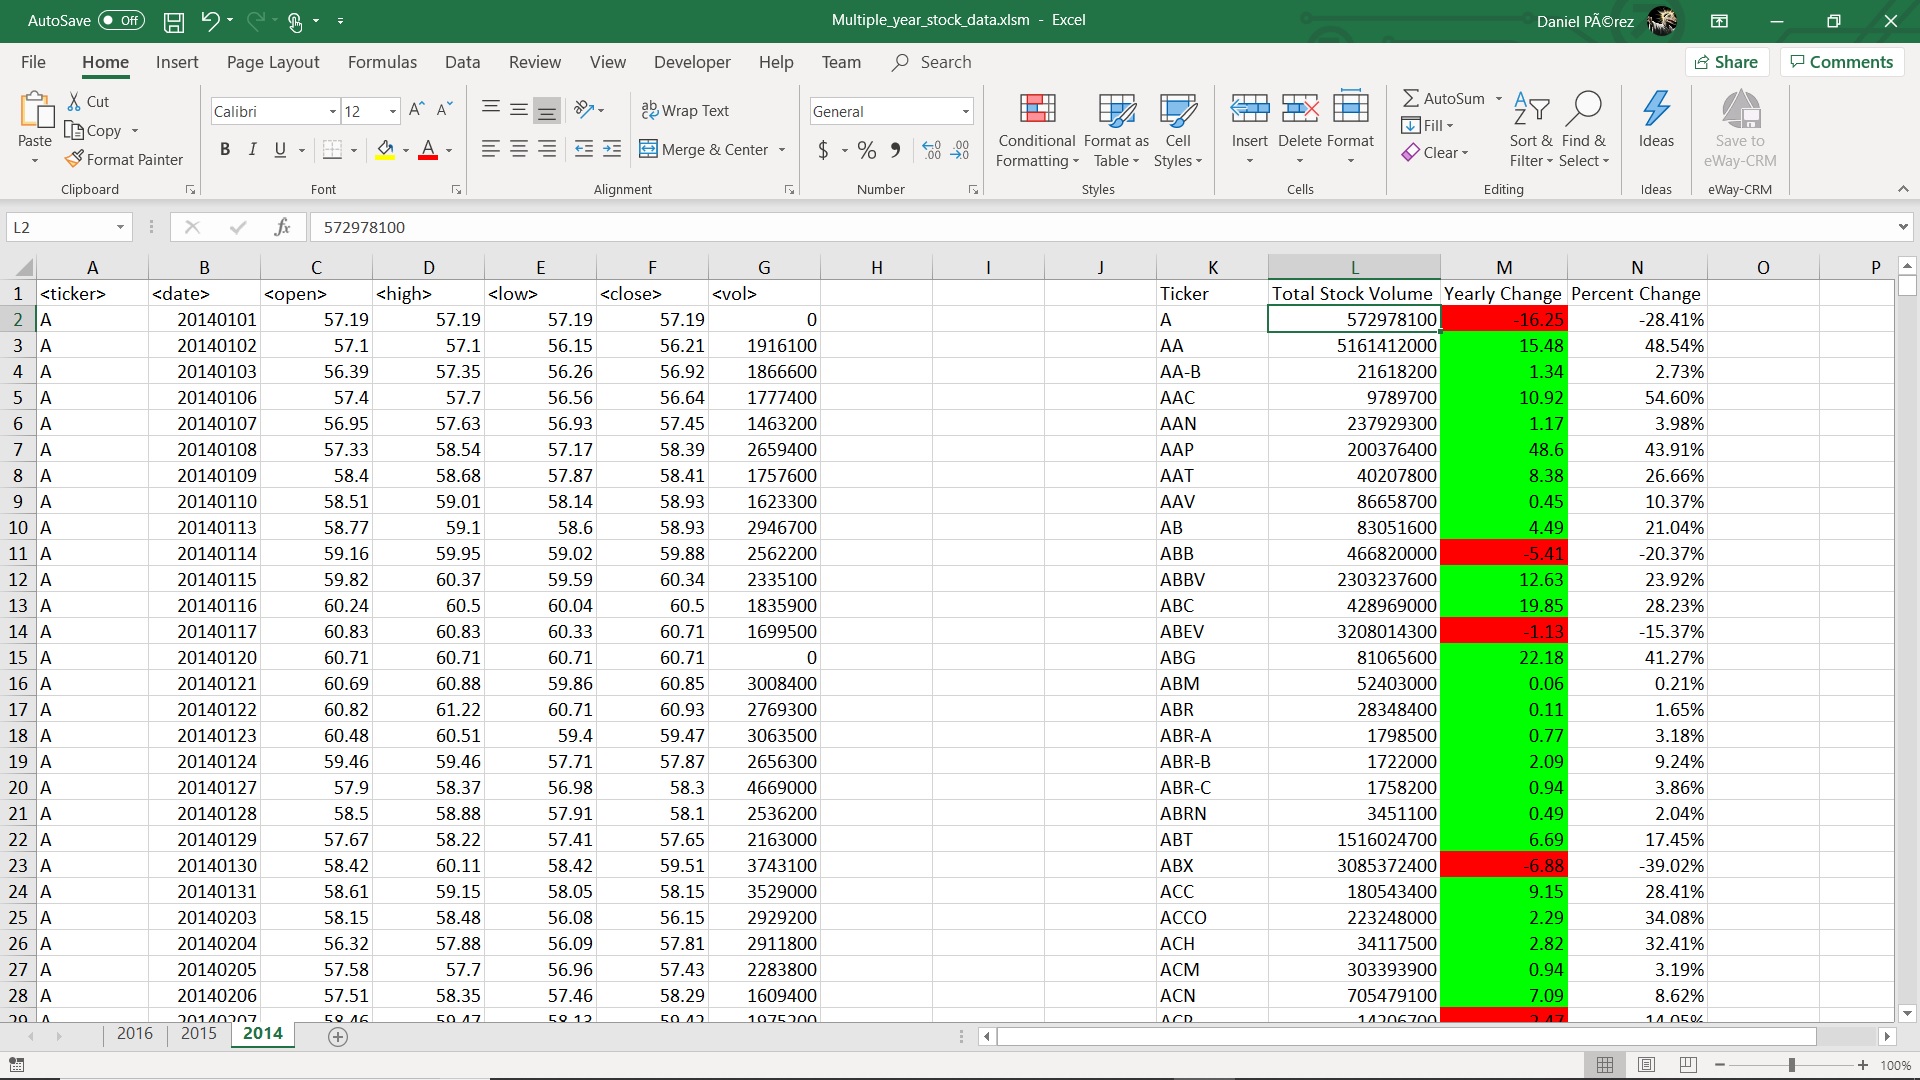 AutoSave Off Multiple_year_stock_data.xlsm - Excel Daniel PÃ©rez
File Home Insert Page Layout Formulas Data Review View Developer Help Team Search Share Comments
Paste Cut Copy Format Painter Clipboard
Calibri 12 B I U A Font
ab Wrap Text Merge & Center Alignment
General $ % Number
Conditional Formatting Format as Table Cell Styles Styles
Insert Delete Format Cells
AutoSum Fill Clear Sort & Filter Find & Select Editing
Ideas Ideas
Save to eWay-CRM eWay-CRM
L2 fx 572978100
A B C D E F G H I J K L M N O P
1 <ticker> <date> <open> <high> <low> <close> <vol> Ticker Total Stock Volume Yearly Change Percent Change
2 A 20140101 57.19 57.19 57.19 57.19 0 A 572978100 -16.25 -28.41%
3 A 20140102 57.1 57.1 56.15 56.21 1916100 AA 5161412000 15.48 48.54%
4 A 20140103 56.39 57.35 56.26 56.92 1866600 AA-B 21618200 1.34 2.73%
5 A 20140106 57.4 57.7 56.56 56.64 1777400 AAC 9789700 10.92 54.60%
6 A 20140107 56.95 57.63 56.93 57.45 1463200 AAN 237929300 1.17 3.98%
7 A 20140108 57.33 58.54 57.17 58.39 2659400 AAP 200376400 48.6 43.91%
8 A 20140109 58.4 58.68 57.87 58.41 1757600 AAT 40207800 8.38 26.66%
9 A 20140110 58.51 59.01 58.14 58.93 1623300 AAV 86658700 0.45 10.37%
10 A 20140113 58.77 59.1 58.6 58.93 2946700 AB 83051600 4.49 21.04%
11 A 20140114 59.16 59.95 59.02 59.88 2562200 ABB 466820000 -5.41 -20.37%
12 A 20140115 59.82 60.37 59.59 60.34 2335100 ABBV 2303237600 12.63 23.92%
13 A 20140116 60.24 60.5 60.04 60.5 1835900 ABC 428969000 19.85 28.23%
14 A 20140117 60.83 60.83 60.33 60.71 1699500 ABEV 3208014300 -1.13 -15.37%
15 A 20140120 60.71 60.71 60.71 60.71 0 ABG 81065600 22.18 41.27%
16 A 20140121 60.69 60.88 59.86 60.85 3008400 ABM 52403000 0.06 0.21%
17 A 20140122 60.82 61.22 60.71 60.93 2769300 ABR 28348400 0.11 1.65%
18 A 20140123 60.48 60.51 59.4 59.47 3063500 ABR-A 1798500 0.77 3.18%
19 A 20140124 59.46 59.46 57.71 57.87 2656300 ABR-B 1722000 2.09 9.24%
20 A 20140127 57.9 58.37 56.98 58.3 4669000 ABR-C 1758200 0.94 3.86%
21 A 20140128 58.5 58.88 57.91 58.1 2536200 ABRN 3451100 0.49 2.04%
22 A 20140129 57.67 58.22 57.41 57.65 2163000 ABT 1516024700 6.69 17.45%
23 A 20140130 58.42 60.11 58.42 59.51 3743100 ABX 3085372400 -6.88 -39.02%
24 A 20140131 58.61 59.15 58.05 58.15 3529000 ACC 180543400 9.15 28.41%
25 A 20140203 58.15 58.48 56.08 56.15 2929200 ACCO 223248000 2.29 34.08%
26 A 20140204 56.32 57.88 56.09 57.81 2911800 ACH 34117500 2.82 32.41%
27 A 20140205 57.58 57.7 56.96 57.43 2283800 ACM 303393900 0.94 3.19%
28 A 20140206 57.51 58.35 57.46 58.29 1609400 ACN 705479100 7.09 8.62%
29 A 20140207 58.46 59.47 58.13 59.42 1975200
2016 2015 2014
100%